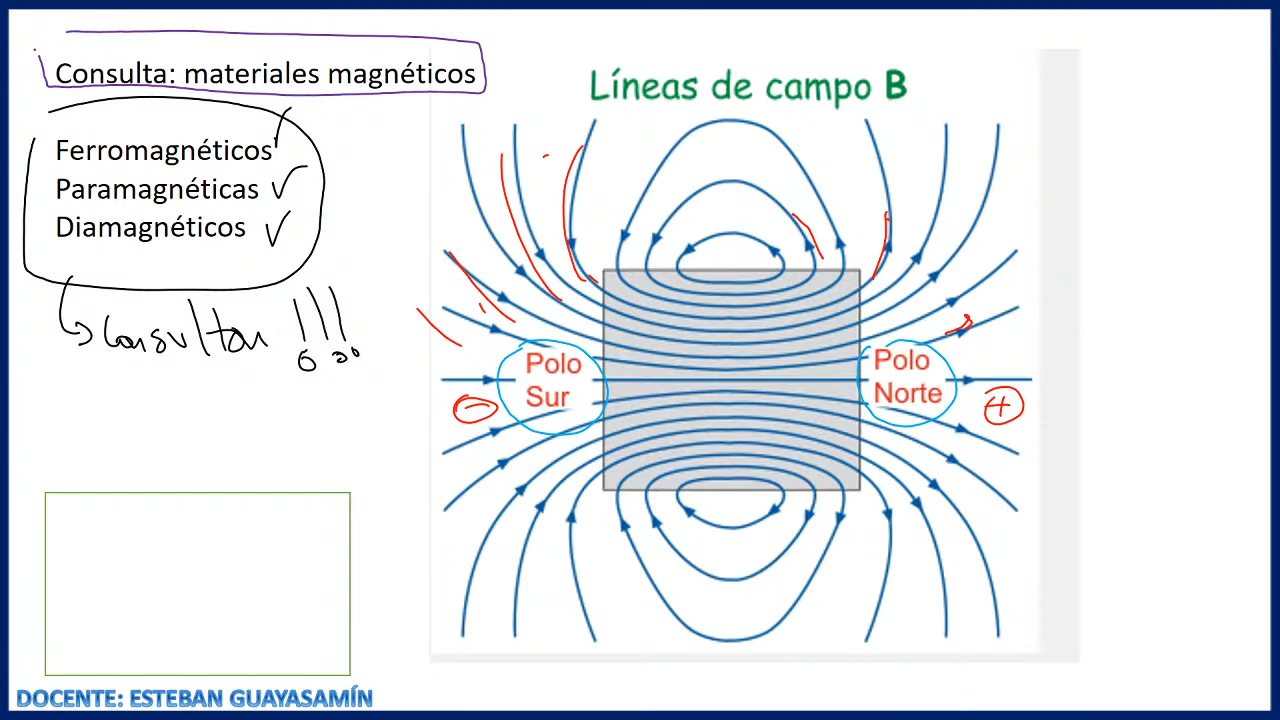 Consulta: materiales magnéticos
Ferromagnéticos
Paramagnéticas
Diamagnéticos
Consultar
Líneas de campo B
Polo
Sur
Polo
Norte
−
+
DOCENTE: ESTEBAN GUAYASAMÍN